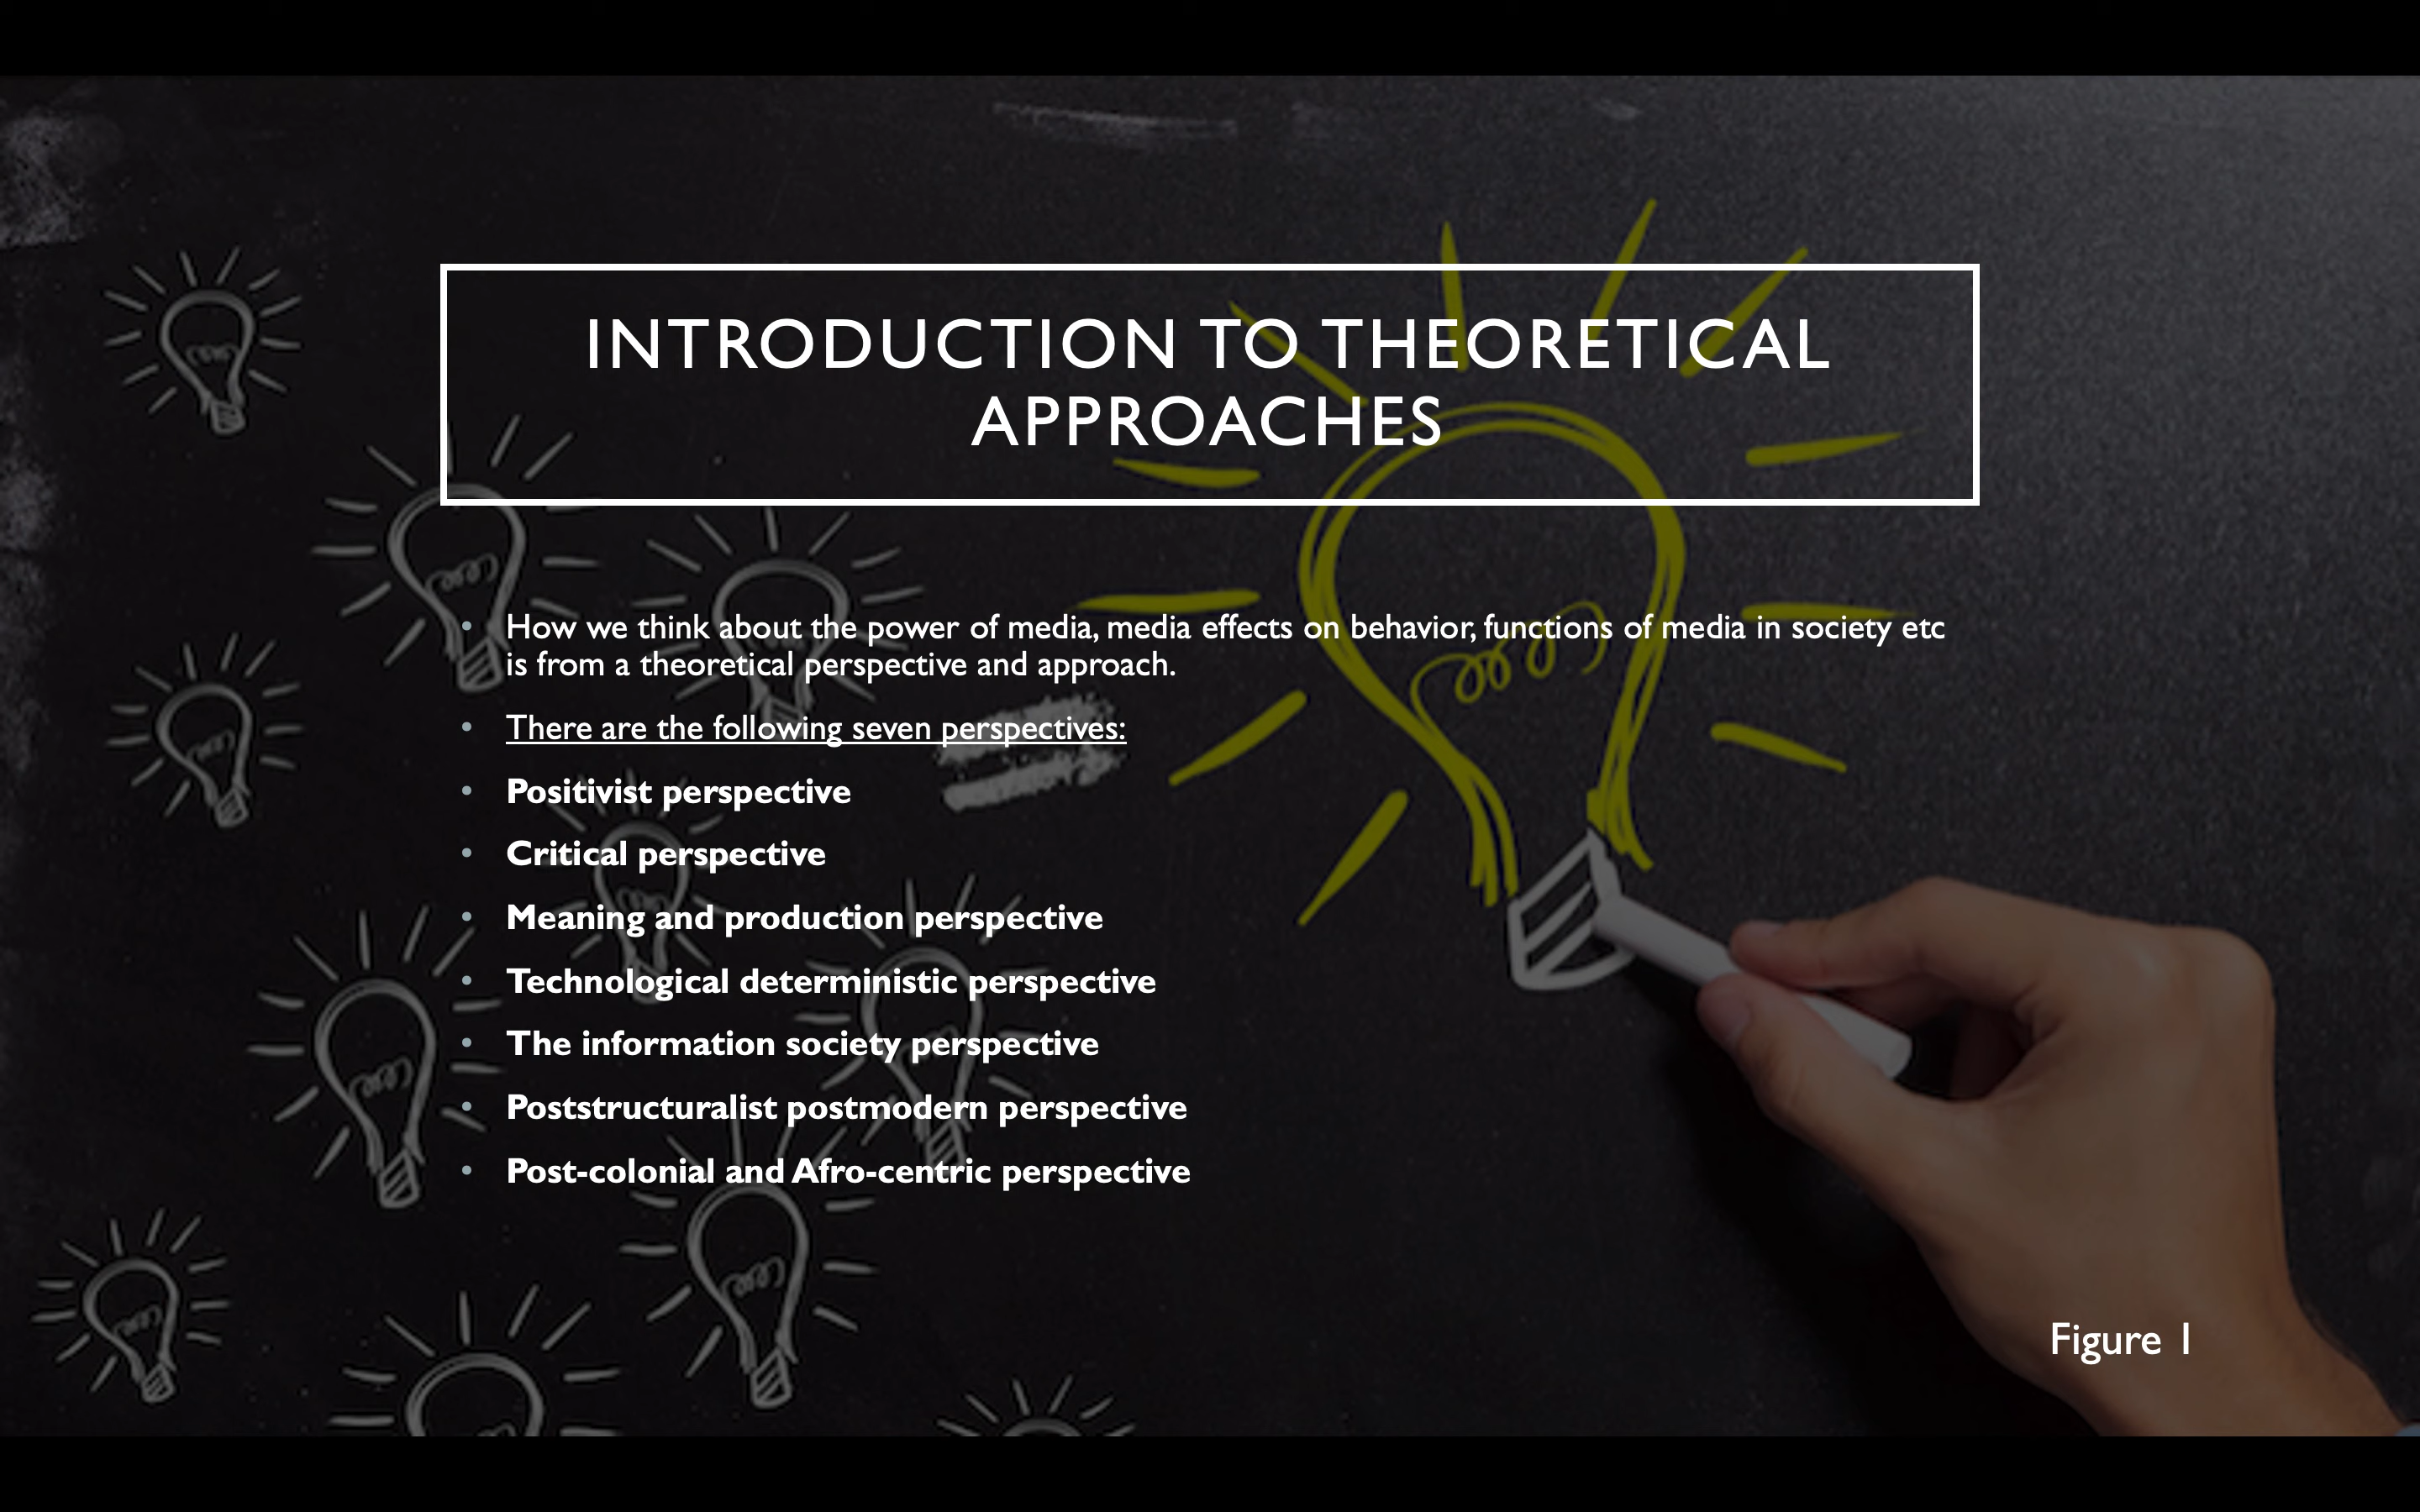 INTRODUCTION TO THEORETICAL
APPROACHES
• How we think about the power of media, media effects on behavior, functions of media in society etc
is from a theoretical perspective and approach.
• There are the following seven perspectives:
• Positivist perspective
• Critical perspective
• Meaning and production perspective
• Technological deterministic perspective
• The information society perspective
• Poststructuralist postmodern perspective
• Post-colonial and Afro-centric perspective
Figure 1